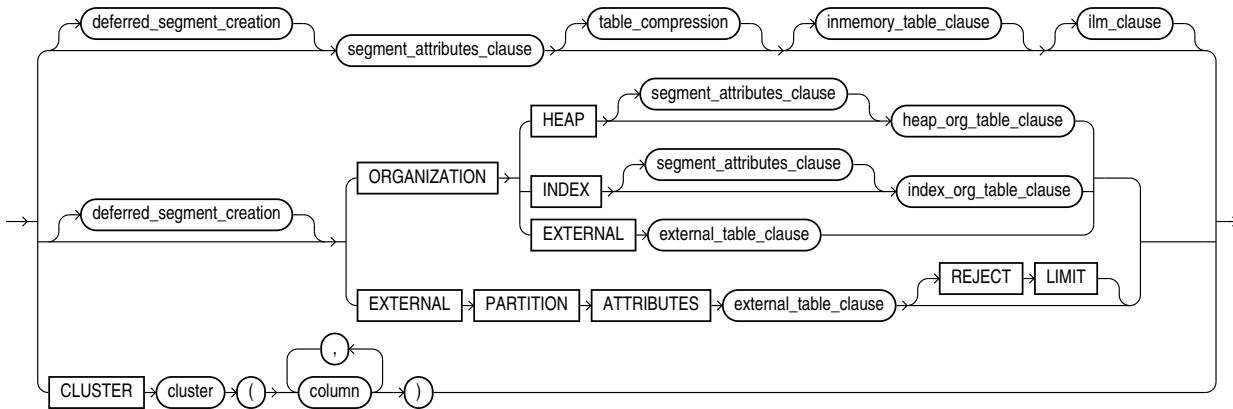 deferred_segment_creation table_compression inmemory_table_clause ilm_clause
segment_attributes_clause
segment_attributes_clause
HEAP heap_org_table_clause
segment_attributes_clause
ORGANIZATION INDEX index_org_table_clause
deferred_segment_creation
EXTERNAL external_table_clause
REJECT LIMIT
EXTERNAL PARTITION ATTRIBUTES external_table_clause
,
CLUSTER cluster ( column )